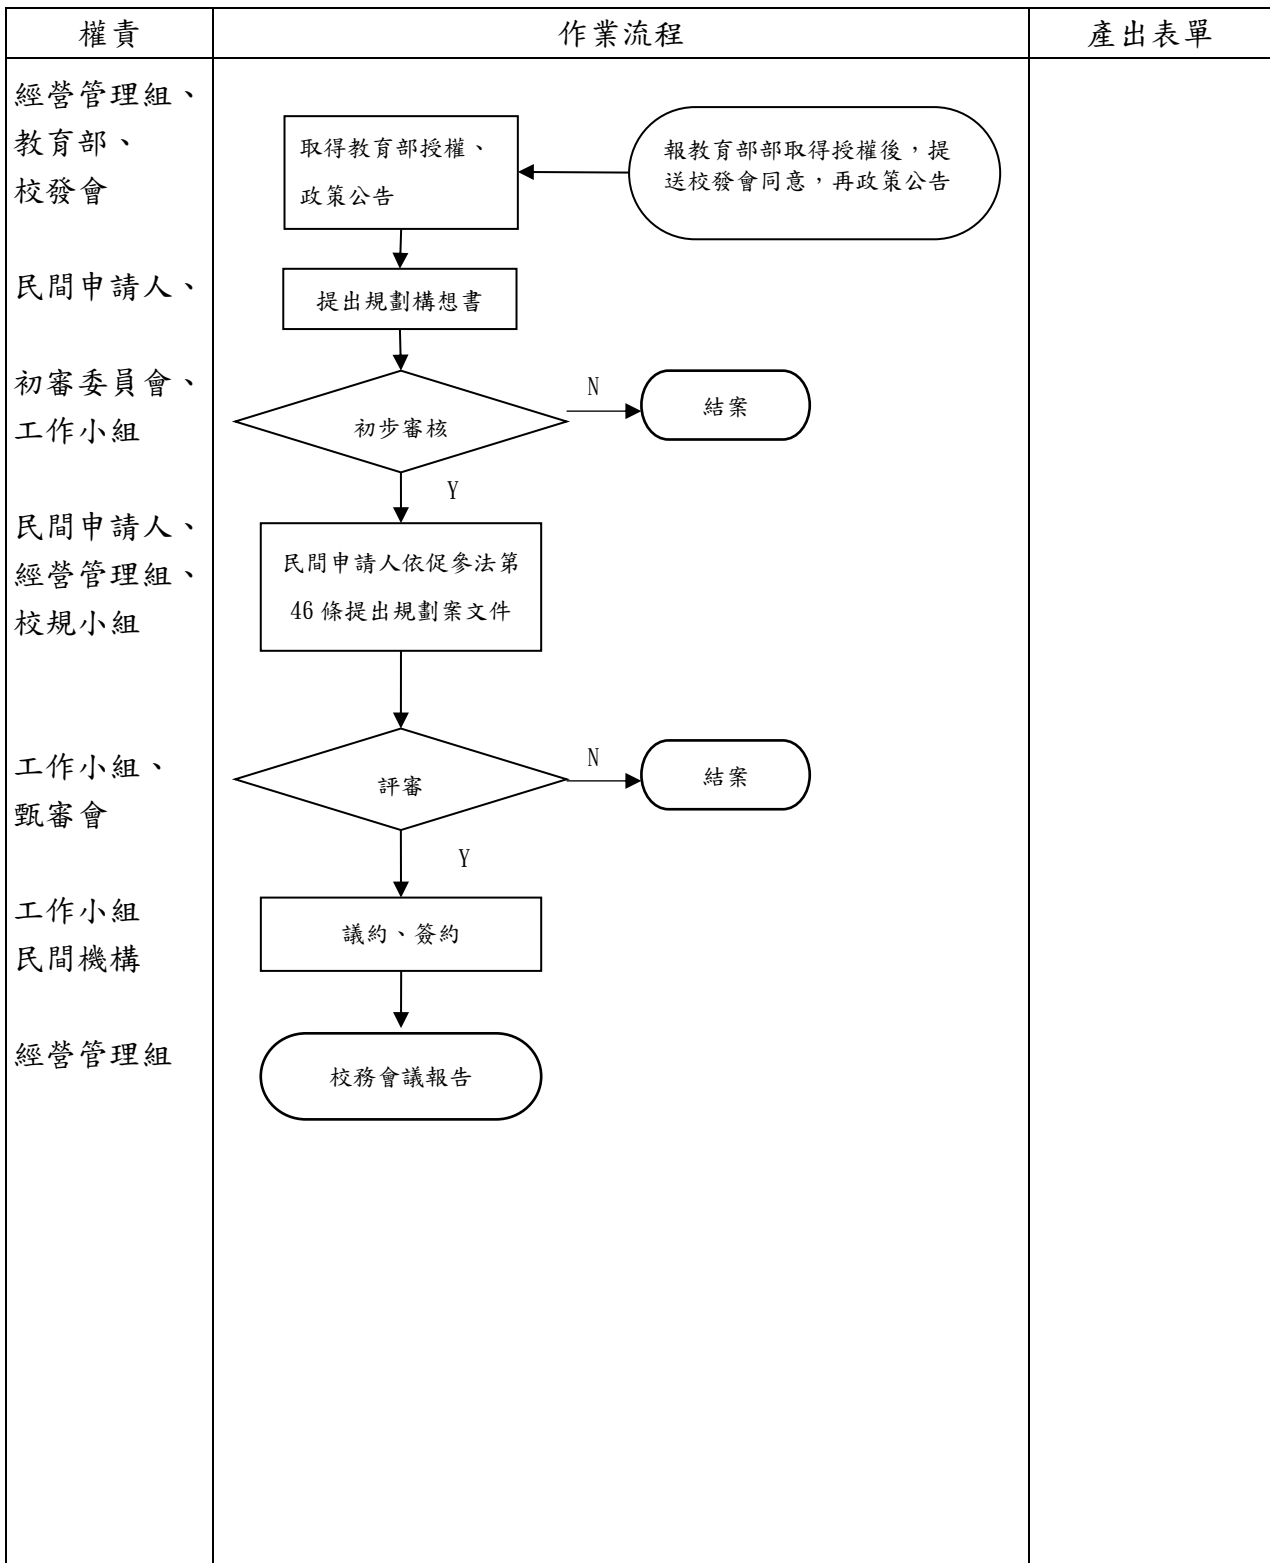 權責
作業流程
產出表單
經營管理組、
教育部、
校發會
取得教育部授權、
政策公告
報教育部部取得授權後，提
送校發會同意，再政策公告
民間申請人、
提出規劃構想書
初審委員會、
工作小組
初步審核
N
結案
Y
民間申請人、
經營管理組、
校規小組
民間申請人依促參法第
46 條提出規劃案文件
工作小組、
甄審會
評審
N
結案
Y
工作小組
民間機構
議約、簽約
經營管理組
校務會議報告